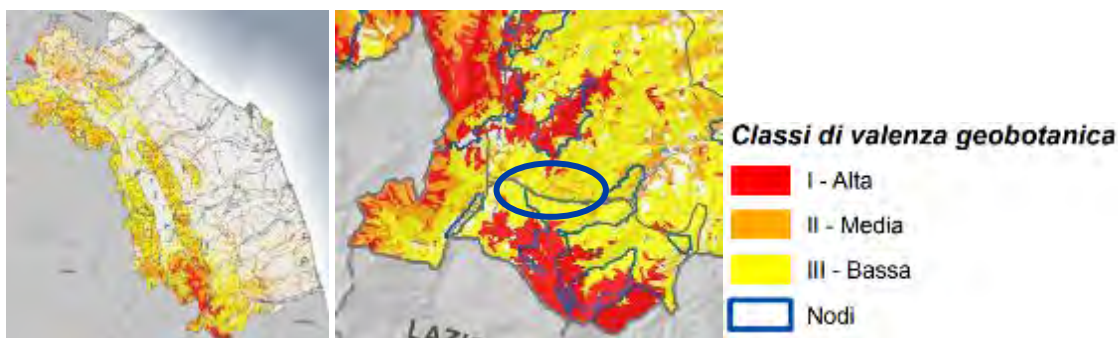 Classi di valenza geobotanica
I - Alta
II - Media
III - Bassa
Nodi